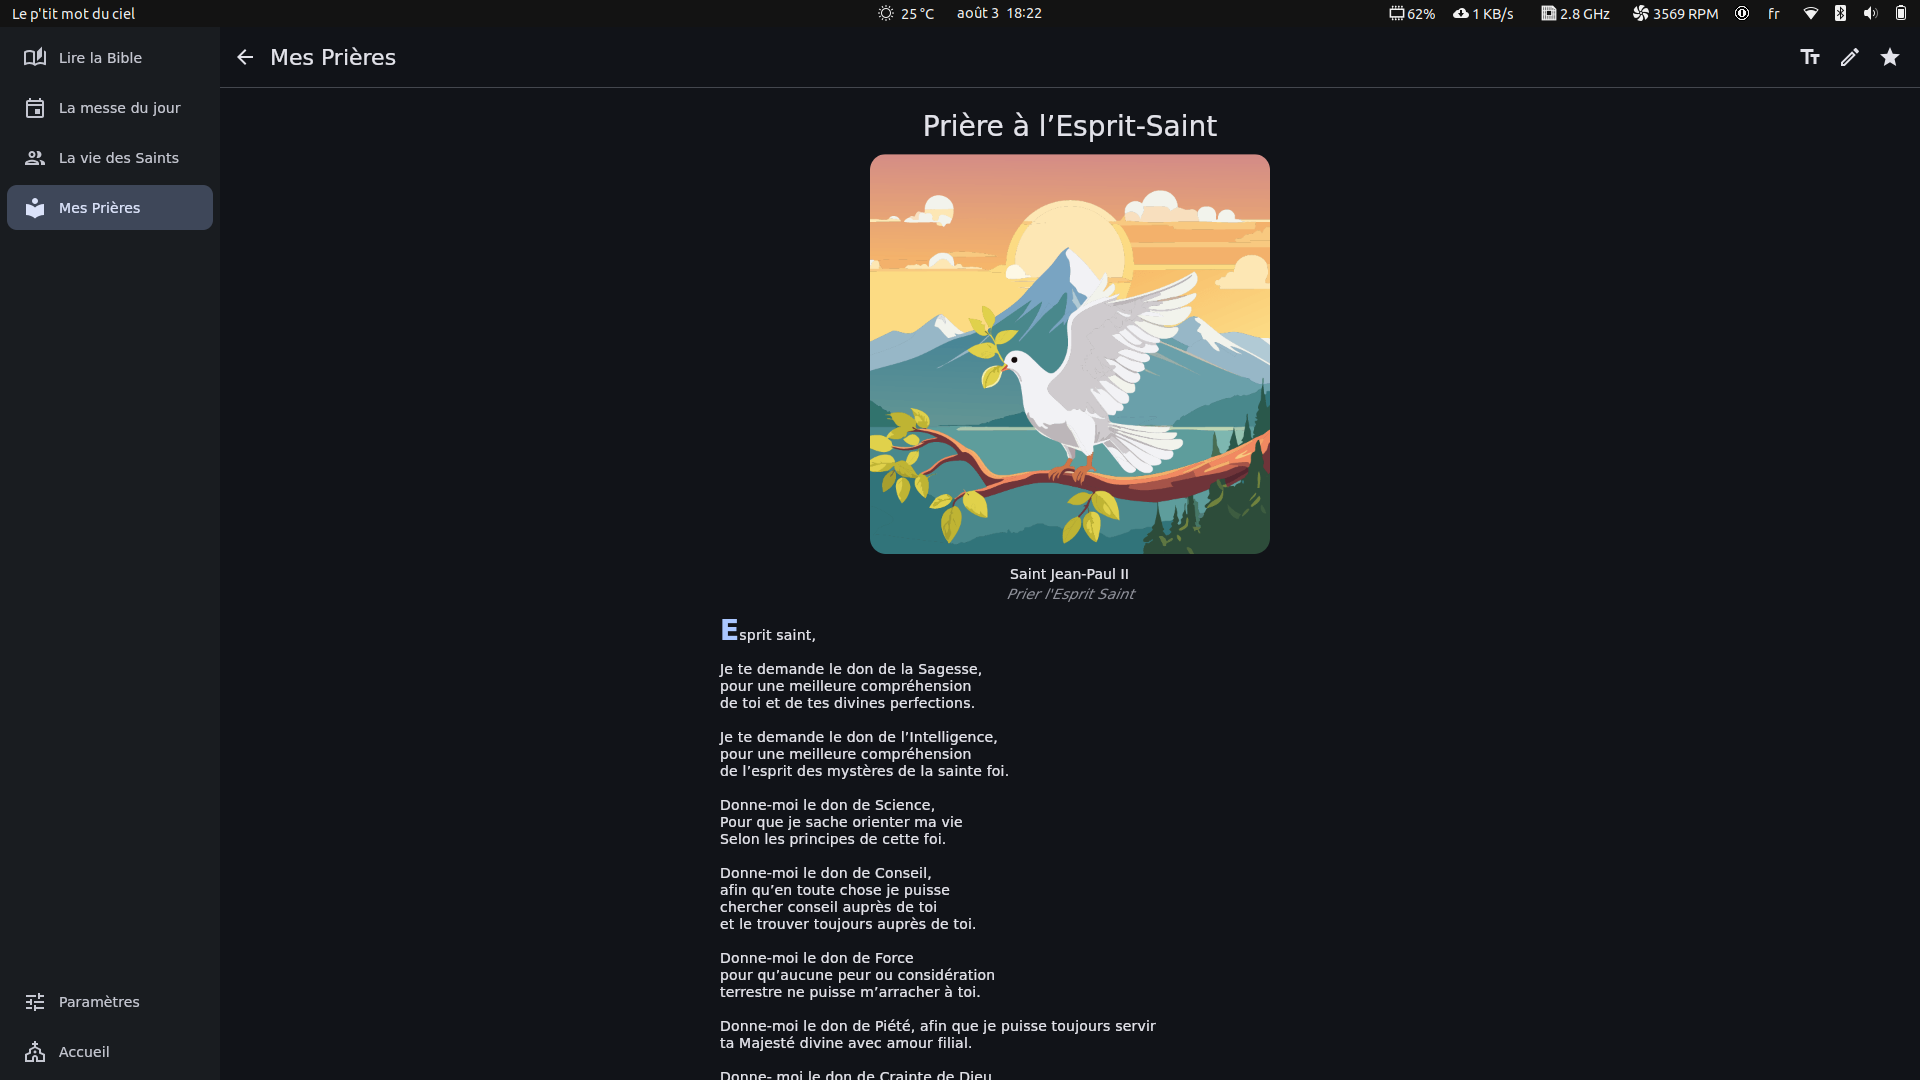 Le p'tit mot du ciel
25 °C
août 3 18:22
62%
1 KB/s
2.8 GHz
3569 RPM
fr
Lire la Bible
La messe du jour
La vie des Saints
Mes Prières
Paramètres
Accueil
Mes Prières
Prière à l’Esprit-Saint
Saint Jean-Paul II
Prier l'Esprit Saint
Esprit saint,
Je te demande le don de la Sagesse,
pour une meilleure compréhension
de toi et de tes divines perfections.
Je te demande le don de l’Intelligence,
pour une meilleure compréhension
de l’esprit des mystères de la sainte foi.
Donne-moi le don de Science,
Pour que je sache orienter ma vie
Selon les principes de cette foi.
Donne-moi le don de Conseil,
afin qu’en toute chose je puisse
chercher conseil auprès de toi
et le trouver toujours auprès de toi.
Donne-moi le don de Force
pour qu’aucune peur ou considération
terrestre ne puisse m’arracher à toi.
Donne-moi le don de Piété, afin que je puisse toujours servir
ta Majesté divine avec amour filial.
Donne- moi le don de Crainte de Dieu